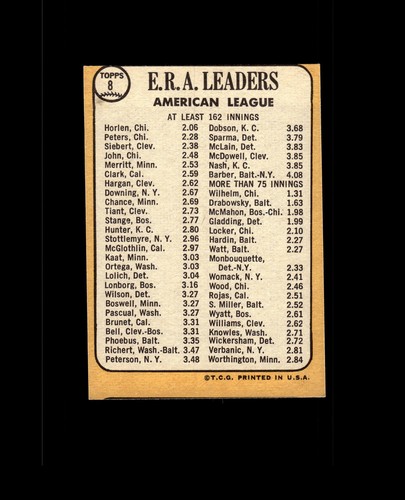 TOPPS
8
E.R.A. LEADERS
AMERICAN LEAGUE
AT LEAST 162 INNINGS
Horlen, Chi. 2.06
Peters, Chi. 2.28
Siebert, Clev. 2.38
John, Chi. 2.48
Merritt, Minn. 2.53
Clark, Cal. 2.59
Hargan, Clev. 2.62
Downing, N. Y. 2.67
Chance, Minn. 2.69
Tiant, Clev. 2.73
Stange, Bos. 2.77
Hunter, K. C. 2.80
Stottlemyre, N. Y. 2.96
McGlothlin, Cal. 2.97
Kaat, Minn. 3.03
Ortega, Wash. 3.03
Lolich, Det. 3.04
Lonborg, Bos. 3.16
Wilson, Det. 3.27
Boswell, Minn. 3.27
Pascual, Wash. 3.27
Brunet, Cal. 3.31
Bell, Clev.-Bos. 3.31
Phoebus, Balt. 3.35
Richert, Wash.-Balt. 3.47
Peterson, N. Y. 3.48
Dobson, K. C. 3.68
Sparma, Det. 3.79
McLain, Det. 3.83
McDowell, Clev. 3.85
Nash, K. C. 3.85
Barber, Balt.-N.Y. 4.08
MORE THAN 75 INNINGS
Wilhelm, Chi. 1.31
Drabowsky, Balt. 1.63
McMahon, Bos.-Chi. 1.98
Gladding, Det. 1.99
Locker, Chi. 2.10
Hardin, Balt. 2.27
Watt, Balt. 2.27
Monbouquette,
Det.-N.Y. 2.33
Womack, N. Y. 2.41
Wood, Chi. 2.46
Rojas, Cal. 2.51
S. Miller, Balt. 2.52
Wyatt, Bos. 2.61
Williams, Clev. 2.62
Knowles, Wash. 2.71
Wickersham, Det. 2.72
Verbanic, N. Y. 2.81
Worthington, Minn. 2.84
©T.C.G. PRINTED IN U.S.A.